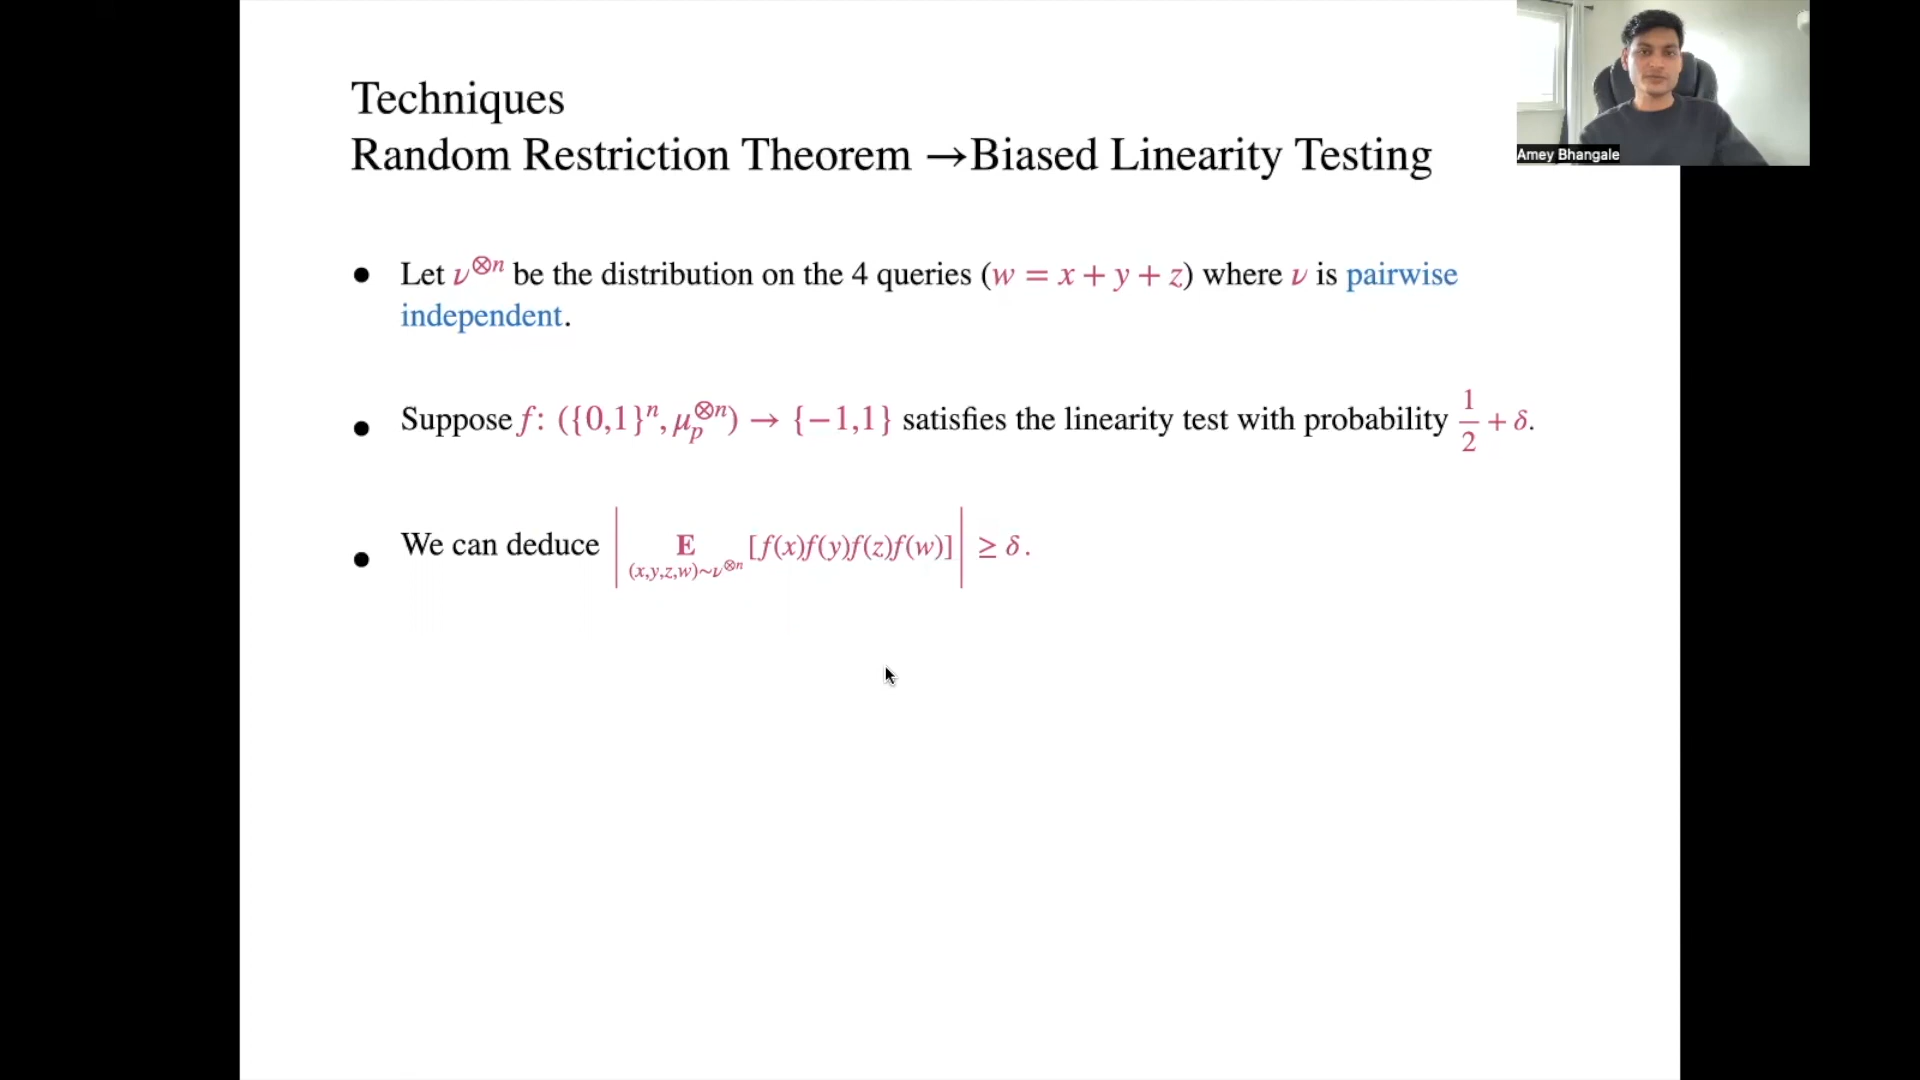 Techniques
Random Restriction Theorem →Biased Linearity Testing
Amey Bhangale
● Let ν^{⊗n} be the distribution on the 4 queries (w = x + y + z) where ν is pairwise
independent.
● Suppose f: ({0,1}^n, μ_p^{⊗n}) → {−1,1} satisfies the linearity test with probability 1/2 + δ.
● We can deduce | E_{(x,y,z,w)∼ν^{⊗n}} [f(x)f(y)f(z)f(w)] | ≥ δ.